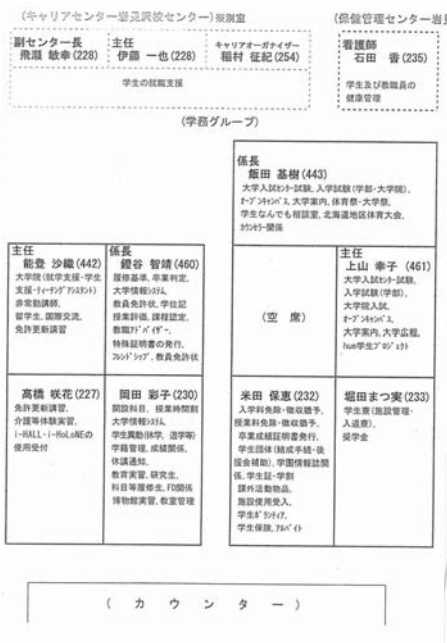 (キャリアセンター岩見沢校センター)※別室
(保健管理センター岩見
副センター長
飛瀬 敏幸(228)
主任
伊藤 一也(228)
キャリアオーガナイザー
稲村 征紀(254)
学生の就職支援
看護師
石田 香(235)
学生及び教職員の
健康管理
(学務グループ)
係長
飯田 基樹(443)
大学入試センター試験、入学試験(学部・大学院)、
オープンキャンパス、大学案内、体育祭・大学祭、
学生なんでも相談室、北海道地区体育大会、
カウンセラー関係
主任
能登 沙織(442)
大学院(就学支援・学生
支援・ティーチングアシスタント)
非常勤講師、
留学生、国際交流、
免許更新講習
係長
鐙谷 智靖(460)
履修基準、卒業判定、
大学情報システム、
教員免許状、学位記
授業評価、課程認定、
教職アドバイザー、
特殊証明書の発行、
フレンドシップ、教員免許状
(空 席)
主任
上山 幸子 (461)
大学入試センター試験、
入学試験(学部)、
大学院入試、
オープンキャンパス、
大学案内、大学広報、
hue学生プロジェクト
高橋 咲花(227)
免許更新講習、
介護等体験実習、
i-HALL・i-HoLoNEの
使用受付
岡田 彩子(230)
開設科目、授業時間割
大学情報システム、
学生異動(休学、退学等)
学籍管理、成績関係、
休講通知、
教育実習、研究生、
科目等履修生、FD関係
博物館実習、教室管理
米田 保恵(232)
入学料免除・徴収猶予、
授業料免除・徴収猶予、
卒業成績証明書発行、
学生団体(結成手続・後
援会補助)、学園情報誌関
係、学生証・学割
課外活動物品、
施設使用受入、
学生ボランティア、
学生保険、アルバイト
堀田まつ実(233)
学生寮(施設管理・
入退寮)、
奨学金
( カ ウ ン タ ー )